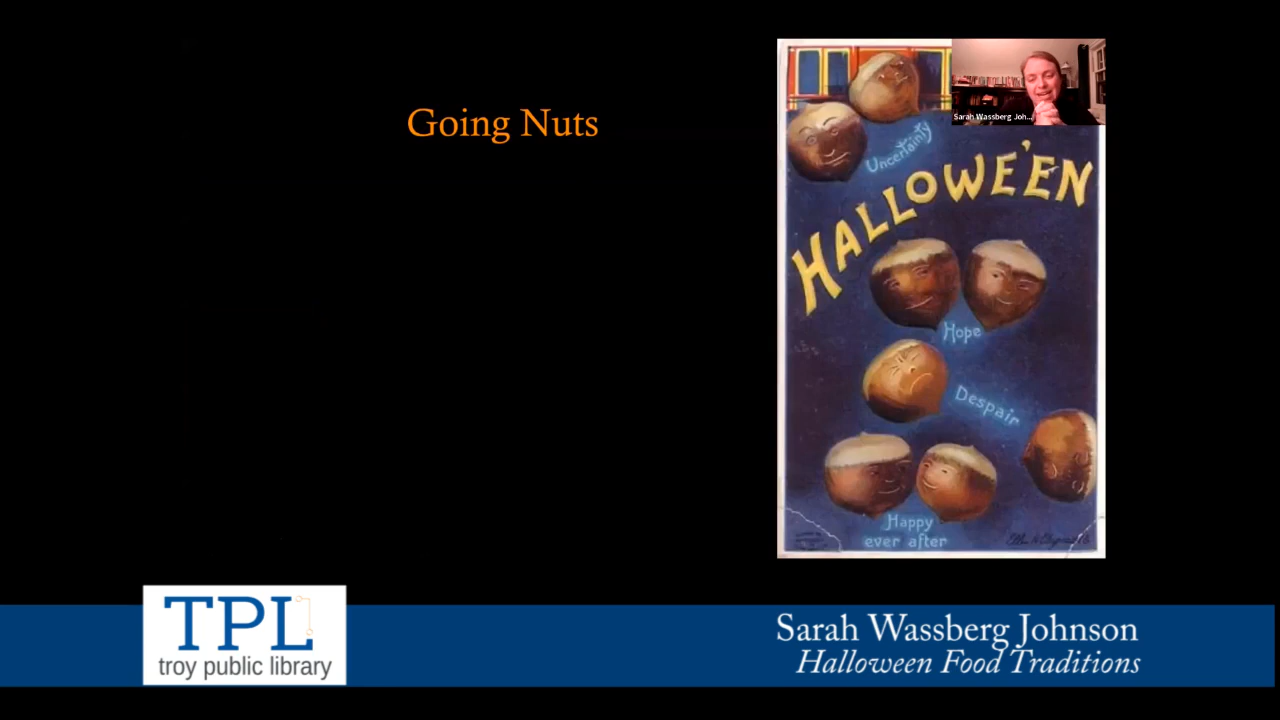 Going Nuts
Sarah Wassberg Joh...
Uncertainty
HALLOWE'EN
Hope
Despair
Happy
ever after
TPL
troy public library
Sarah Wassberg Johnson
Halloween Food Traditions